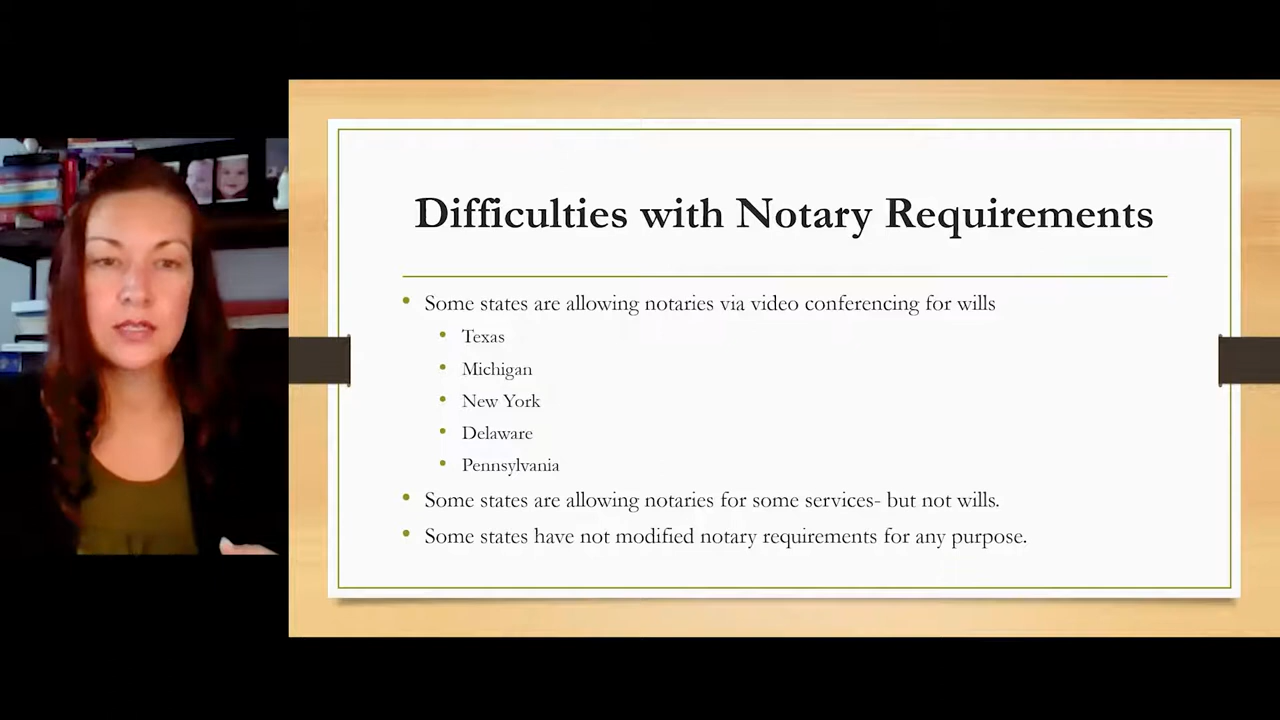 Difficulties with Notary Requirements
Some states are allowing notaries via video conferencing for wills
Texas
Michigan
New York
Delaware
Pennsylvania
Some states are allowing notaries for some services- but not wills.
Some states have not modified notary requirements for any purpose.